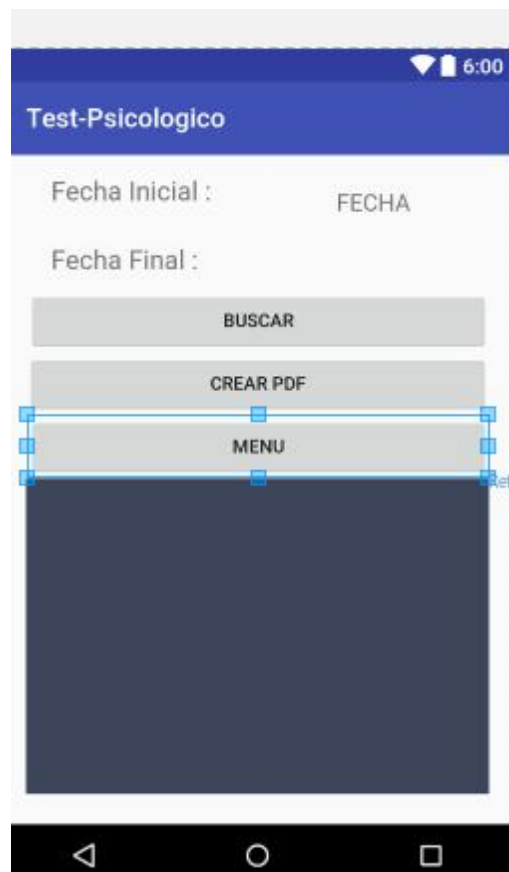 6:00
Test-Psicologico
Fecha Inicial :
FECHA
Fecha Final :
BUSCAR
CREAR PDF
MENU